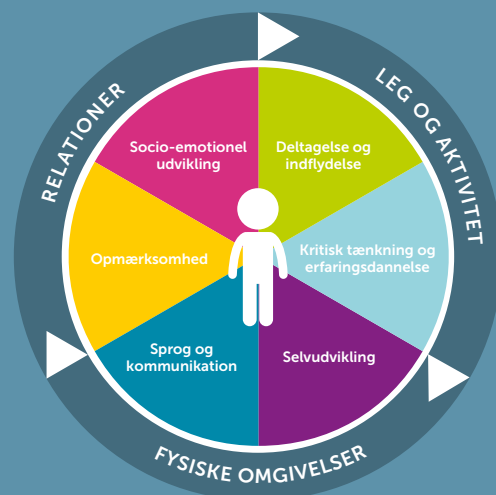 RELATIONER
LEG OG AKTIVITET
Socio-emotionel
udvikling
Deltagelse og
indflydelse
Opmærksomhed
Kritisk tænkning og
erfaringsdannelse
Sprog og
kommunikation
Selvudvikling
FYSISKE OMGIVELSER